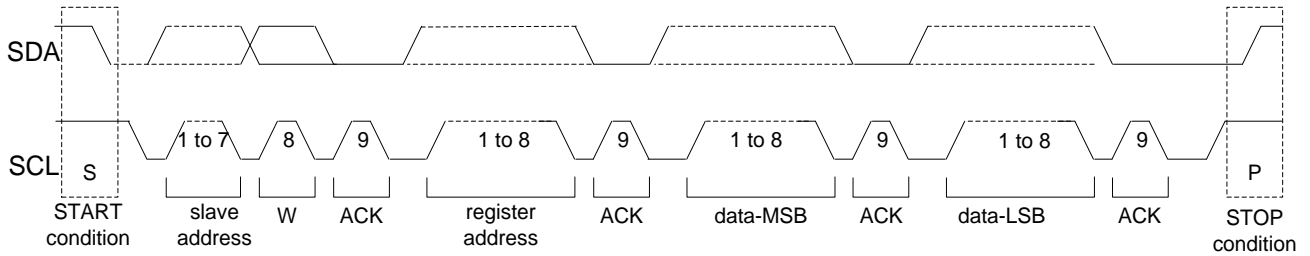 SDA
1 to 7 8 9 1 to 8 9 1 to 8 9 1 to 8 9
SCL S P
START slave W ACK register ACK data-MSB ACK data-LSB ACK STOP
condition address address condition